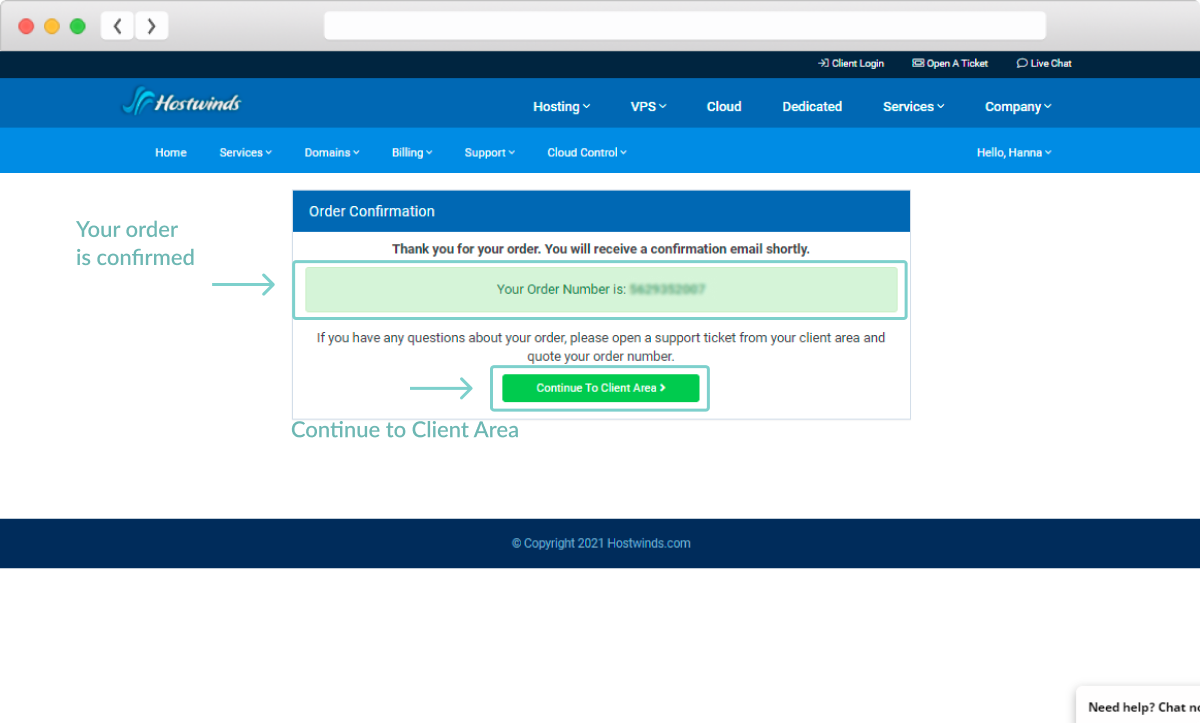 Client Login Open A Ticket Live Chat
Hostwinds
Hosting VPS Cloud Dedicated Services Company
Home Services Domains Billing Support Cloud Control Hello, Hanna
Order Confirmation
Your order
is confirmed
Thank you for your order. You will receive a confirmation email shortly.
Your Order Number is:
If you have any questions about your order, please open a support ticket from your client area and
quote your order number.
Continue To Client Area
Continue to Client Area
© Copyright 2021 Hostwinds.com
Need help? Chat